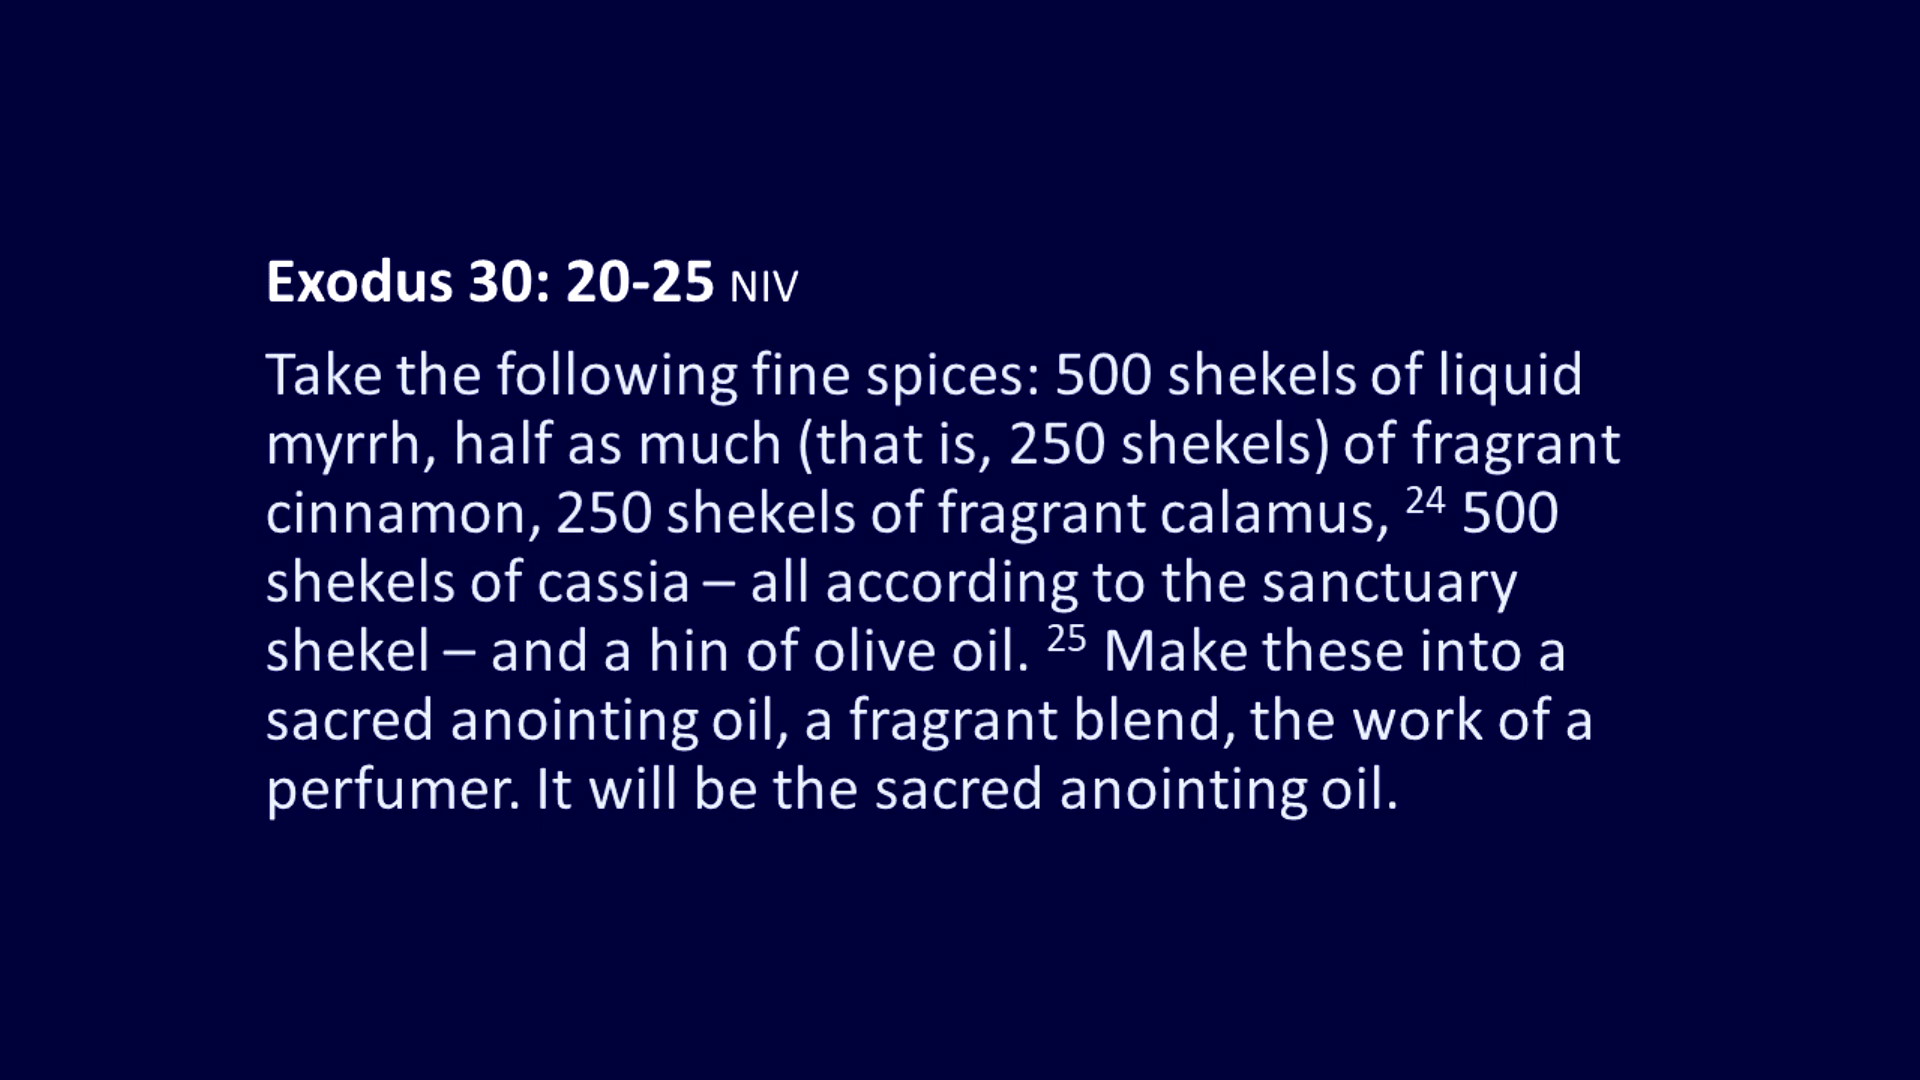 Exodus 30: 20-25 NIV
Take the following fine spices: 500 shekels of liquid
myrrh, half as much (that is, 250 shekels) of fragrant
cinnamon, 250 shekels of fragrant calamus, 24 500
shekels of cassia – all according to the sanctuary
shekel – and a hin of olive oil. 25 Make these into a
sacred anointing oil, a fragrant blend, the work of a
perfumer. It will be the sacred anointing oil.